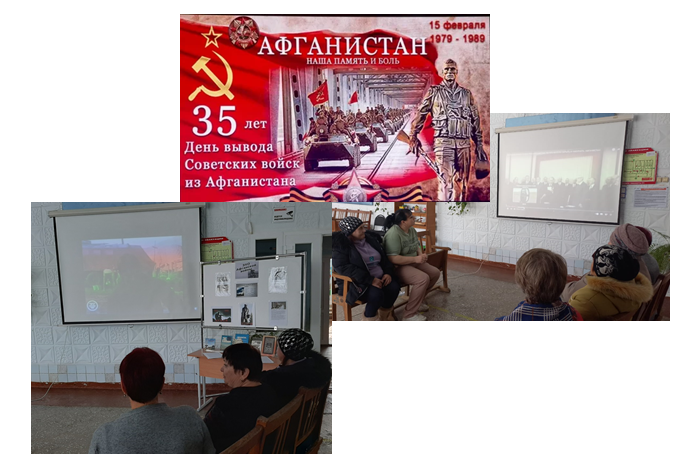 15 февраля
1979 - 1989
АФГАНИСТАН
НАША ПАМЯТЬ И БОЛЬ
35 лет
День вывода
Советских войск
из Афганистана